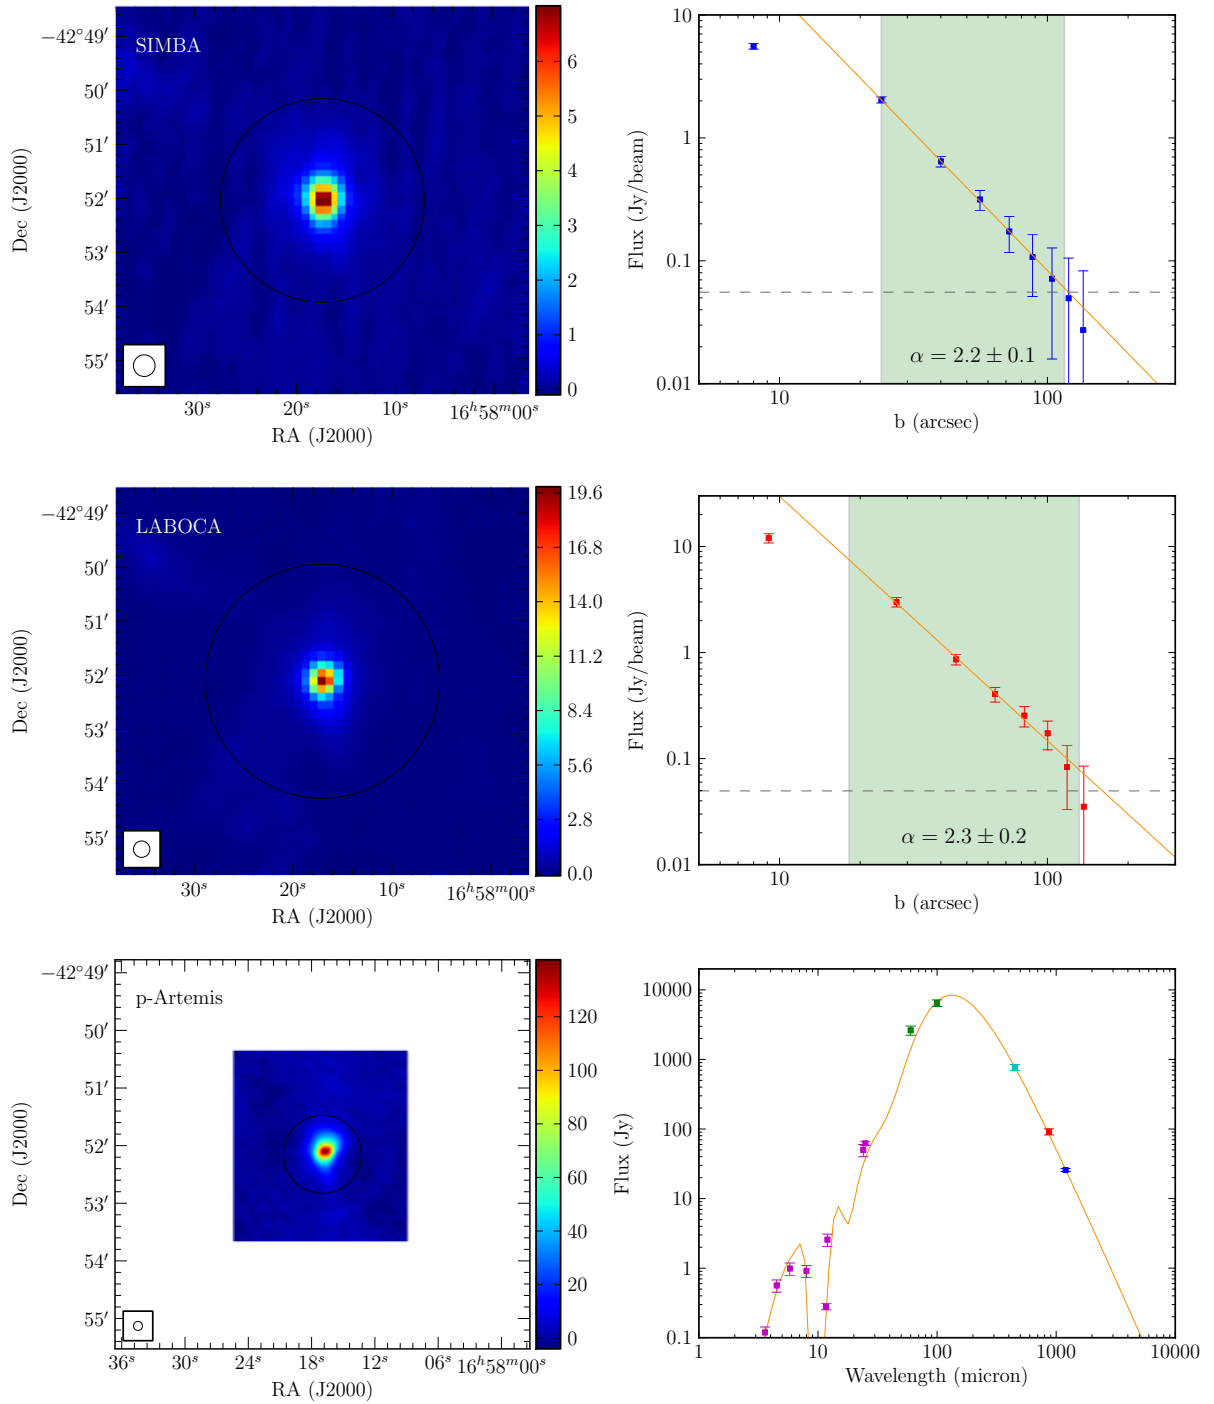 SIMBA
−42°49′
50′
51′
52′
53′
54′
55′
Dec (J2000)
30ˢ 20ˢ 10ˢ 16ʰ58ᵐ00ˢ
RA (J2000)
6
5
4
3
2
1
0
10
1
0.1
0.01
Flux (Jy/beam)
α = 2.2 ± 0.1
10 100
b (arcsec)
LABOCA
−42°49′
50′
51′
52′
53′
54′
55′
Dec (J2000)
30ˢ 20ˢ 10ˢ 16ʰ58ᵐ00ˢ
RA (J2000)
19.6
16.8
14.0
11.2
8.4
5.6
2.8
0.0
10
1
0.1
0.01
Flux (Jy/beam)
α = 2.3 ± 0.2
10 100
b (arcsec)
p-Artemis
−42°49′
50′
51′
52′
53′
54′
55′
Dec (J2000)
36ˢ 30ˢ 24ˢ 18ˢ 12ˢ 06ˢ 16ʰ58ᵐ00ˢ
RA (J2000)
120
100
80
60
40
20
0
10000
1000
100
10
1
0.1
Flux (Jy)
1 10 100 1000 10000
Wavelength (micron)